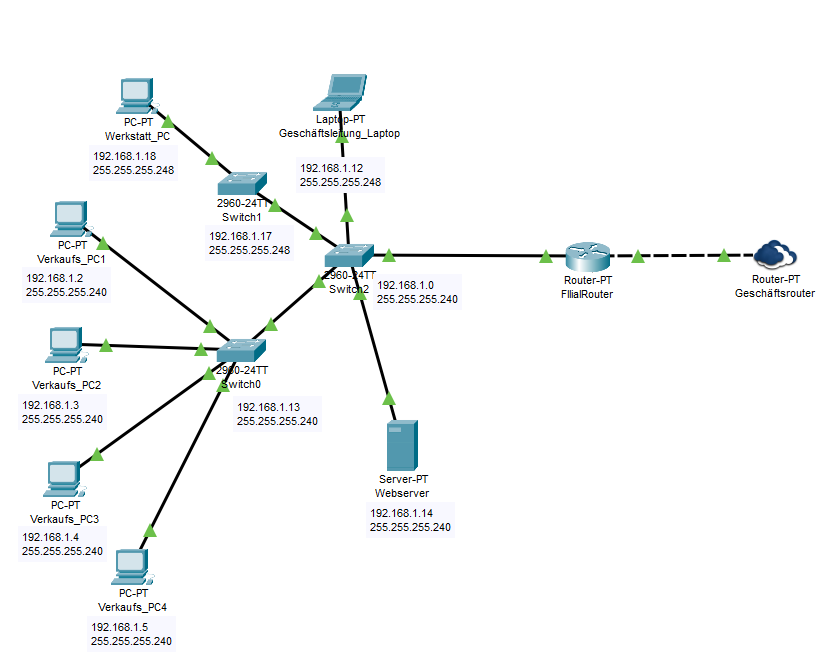 PC-PT
Werkstatt_PC
192.168.1.18
255.255.255.248
Laptop-PT
Geschäftsleitung_Laptop
192.168.1.12
255.255.255.248
2960-24TT
Switch1
192.168.1.17
255.255.255.248
PC-PT
Verkaufs_PC1
192.168.1.2
255.255.255.240
2960-24TT
Switch2
192.168.1.0
255.255.255.240
Router-PT
FIlialRouter
Router-PT
Geschäftsrouter
PC-PT
Verkaufs_PC2
192.168.1.3
255.255.255.240
2960-24TT
Switch0
192.168.1.13
255.255.255.240
PC-PT
Verkaufs_PC3
192.168.1.4
255.255.255.240
Server-PT
Webserver
192.168.1.14
255.255.255.240
PC-PT
Verkaufs_PC4
192.168.1.5
255.255.255.240